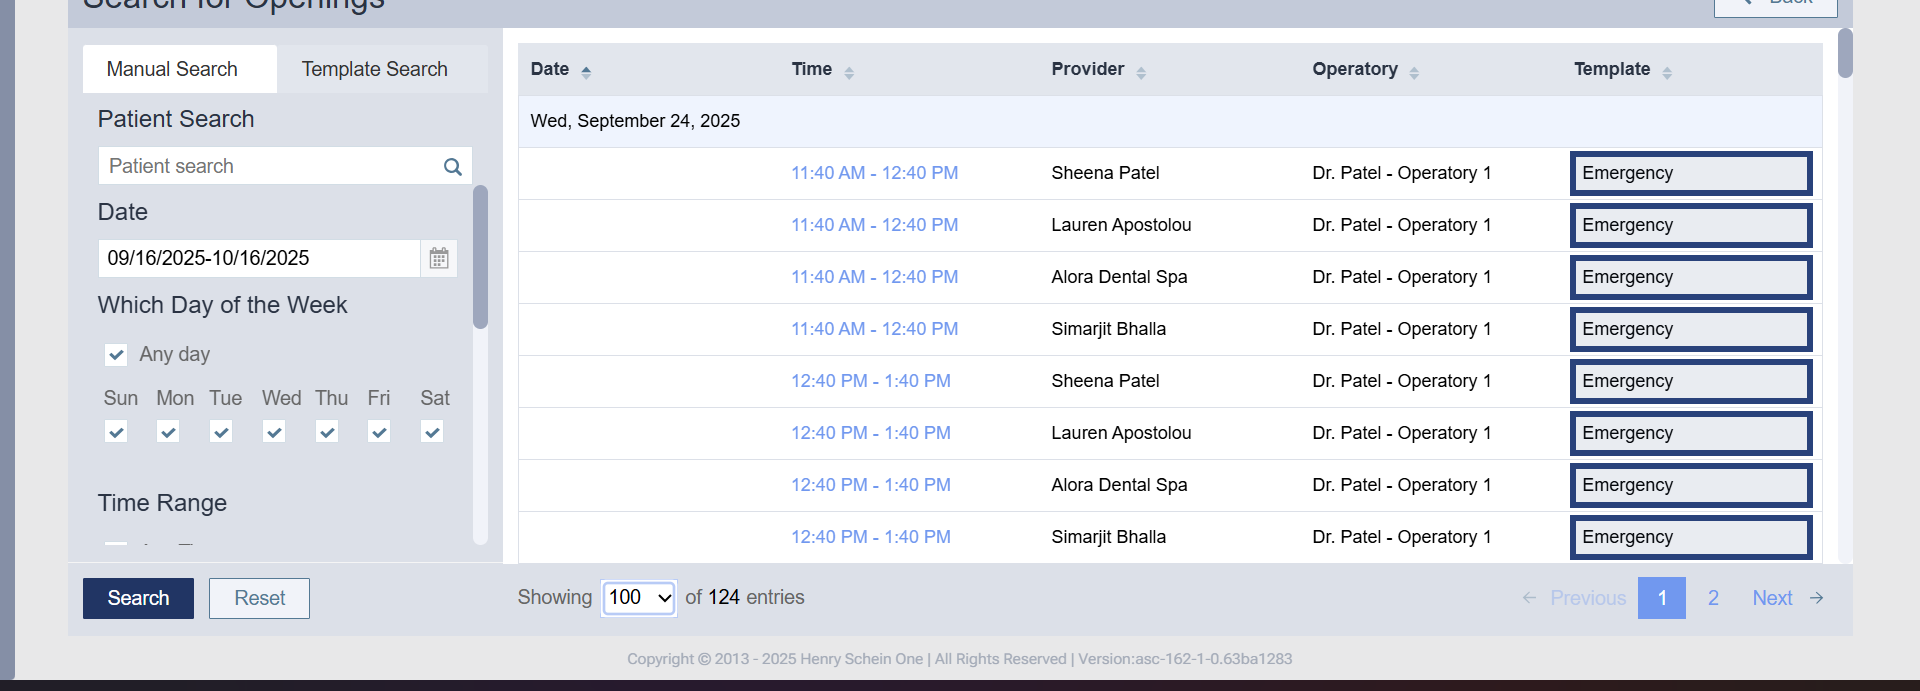 Search for Openings
Back
Manual Search
Template Search
Patient Search
Patient search
Date
09/16/2025-10/16/2025
Which Day of the Week
Any day
Sun Mon Tue Wed Thu Fri Sat
Time Range
Search
Reset
Date Time Provider Operatory Template
Wed, September 24, 2025
11:40 AM - 12:40 PM Sheena Patel Dr. Patel - Operatory 1 Emergency
11:40 AM - 12:40 PM Lauren Apostolou Dr. Patel - Operatory 1 Emergency
11:40 AM - 12:40 PM Alora Dental Spa Dr. Patel - Operatory 1 Emergency
11:40 AM - 12:40 PM Simarjit Bhalla Dr. Patel - Operatory 1 Emergency
12:40 PM - 1:40 PM Sheena Patel Dr. Patel - Operatory 1 Emergency
12:40 PM - 1:40 PM Lauren Apostolou Dr. Patel - Operatory 1 Emergency
12:40 PM - 1:40 PM Alora Dental Spa Dr. Patel - Operatory 1 Emergency
12:40 PM - 1:40 PM Simarjit Bhalla Dr. Patel - Operatory 1 Emergency
Showing 100 of 124 entries
Previous 1 2 Next
Copyright © 2013 - 2025 Henry Schein One | All Rights Reserved | Version:asc-162-1-0.63ba1283